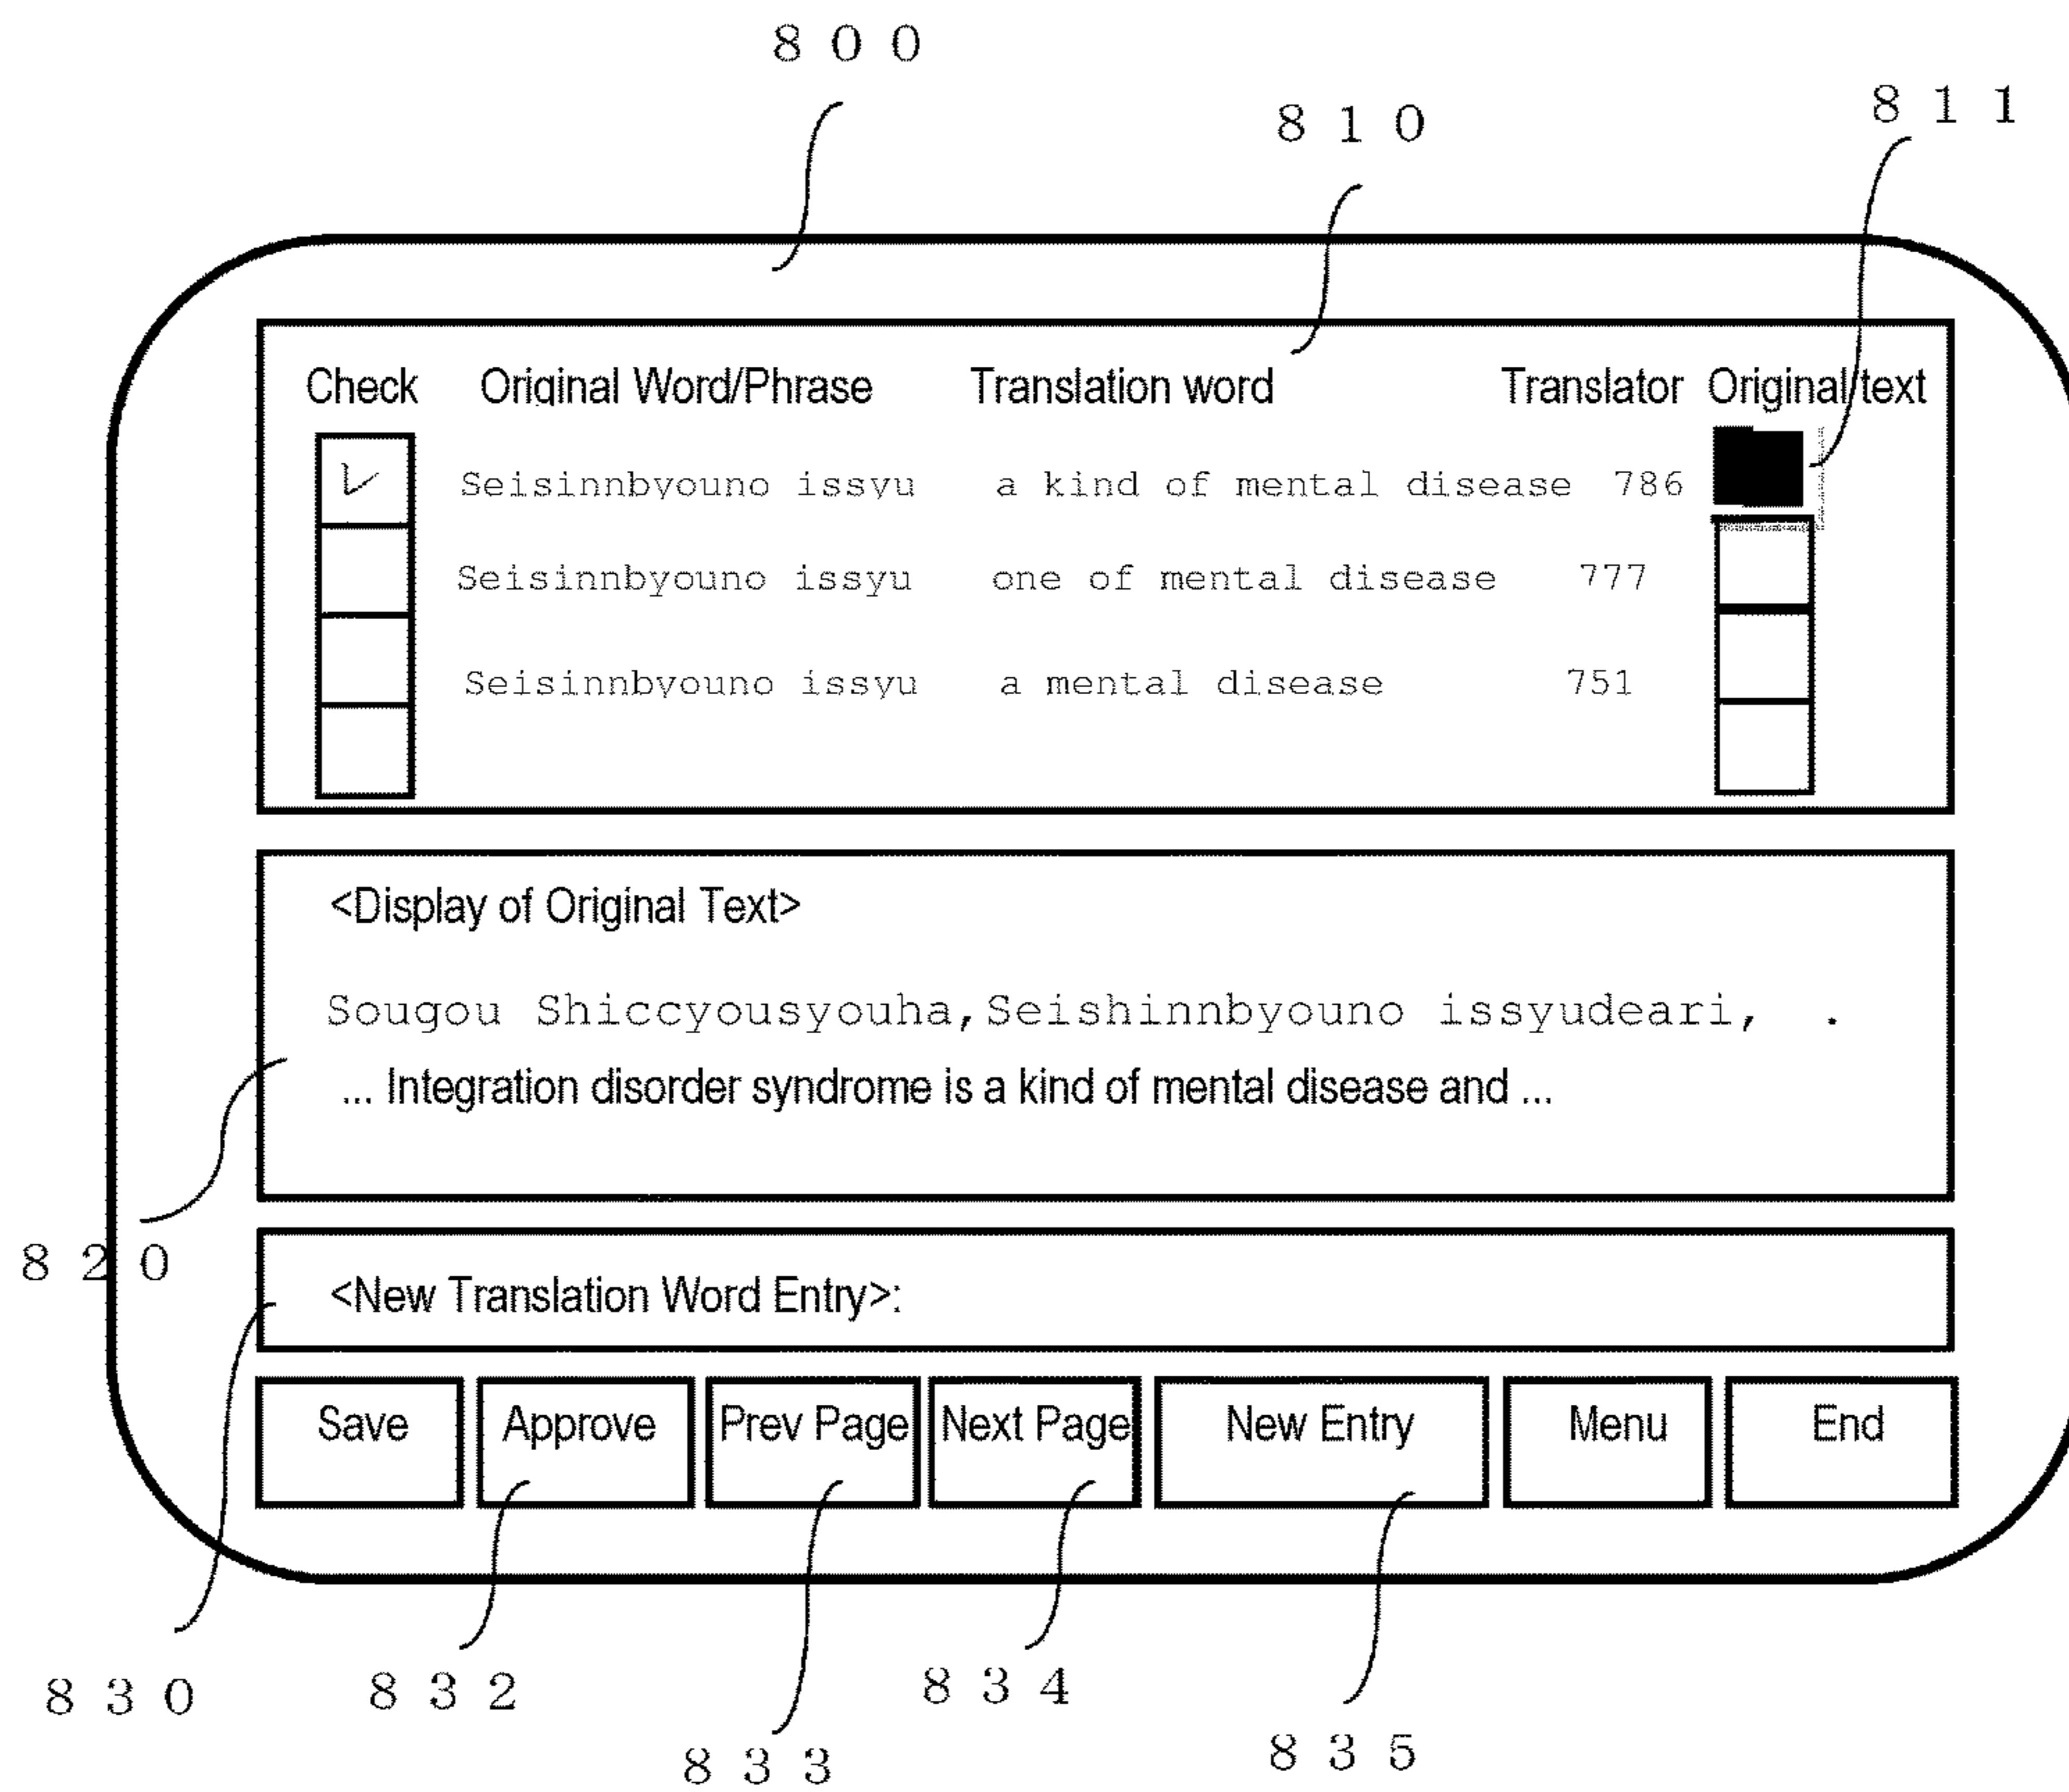 800
810
811
Check Original Word/Phrase Translation word Translator Original text
Seisinnbyouno issyu a kind of mental disease 786
Seisinnbyouno issyu one of mental disease 777
Seisinnbyouno issyu a mental disease 751
<Display of Original Text>
Sougou Shiccyousyouha,Seishinnbyouno issyudeari, .
... Integration disorder syndrome is a kind of mental disease and ...
820
<New Translation Word Entry>:
Save Approve Prev Page Next Page New Entry Menu End
830
832
833
834
835